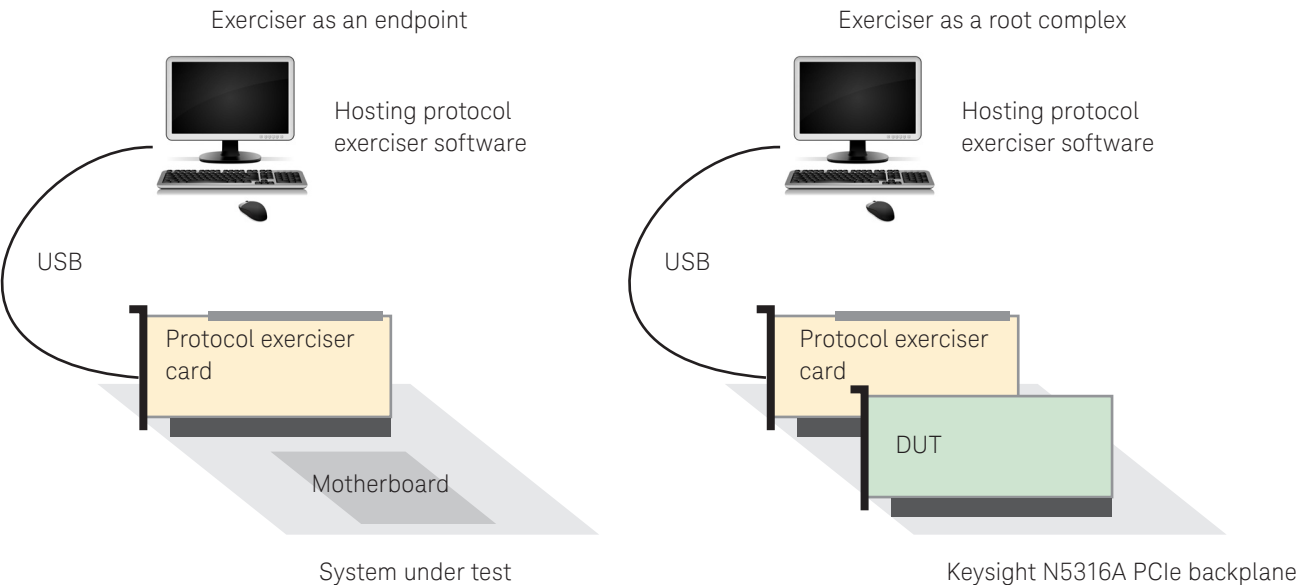 Exerciser as an endpoint
Hosting protocol
exerciser software
USB
Protocol exerciser
card
Motherboard
System under test
Exerciser as a root complex
Hosting protocol
exerciser software
USB
Protocol exerciser
card
DUT
Keysight N5316A PCIe backplane